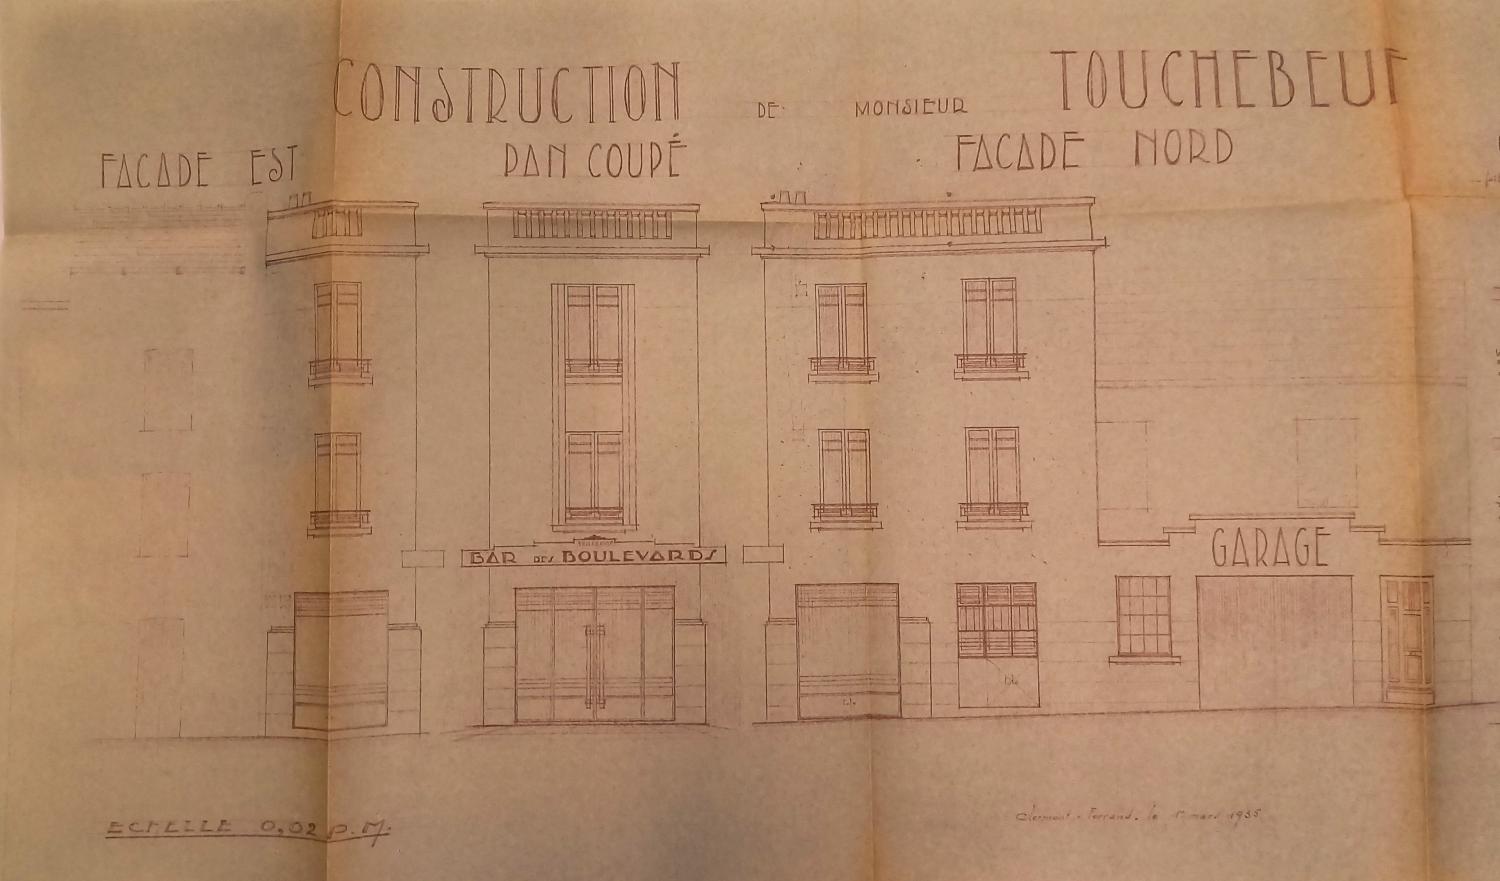 CONSTRUCTION DE MONSIEUR TOUCHEBEUF
FACADE EST PAN COUPÉ FACADE NORD
BAR DES BOULEVARDS
GARAGE
tôle
ECHELLE 0,02 P.M.
Clermont-Ferrand, le 1er mars 1935